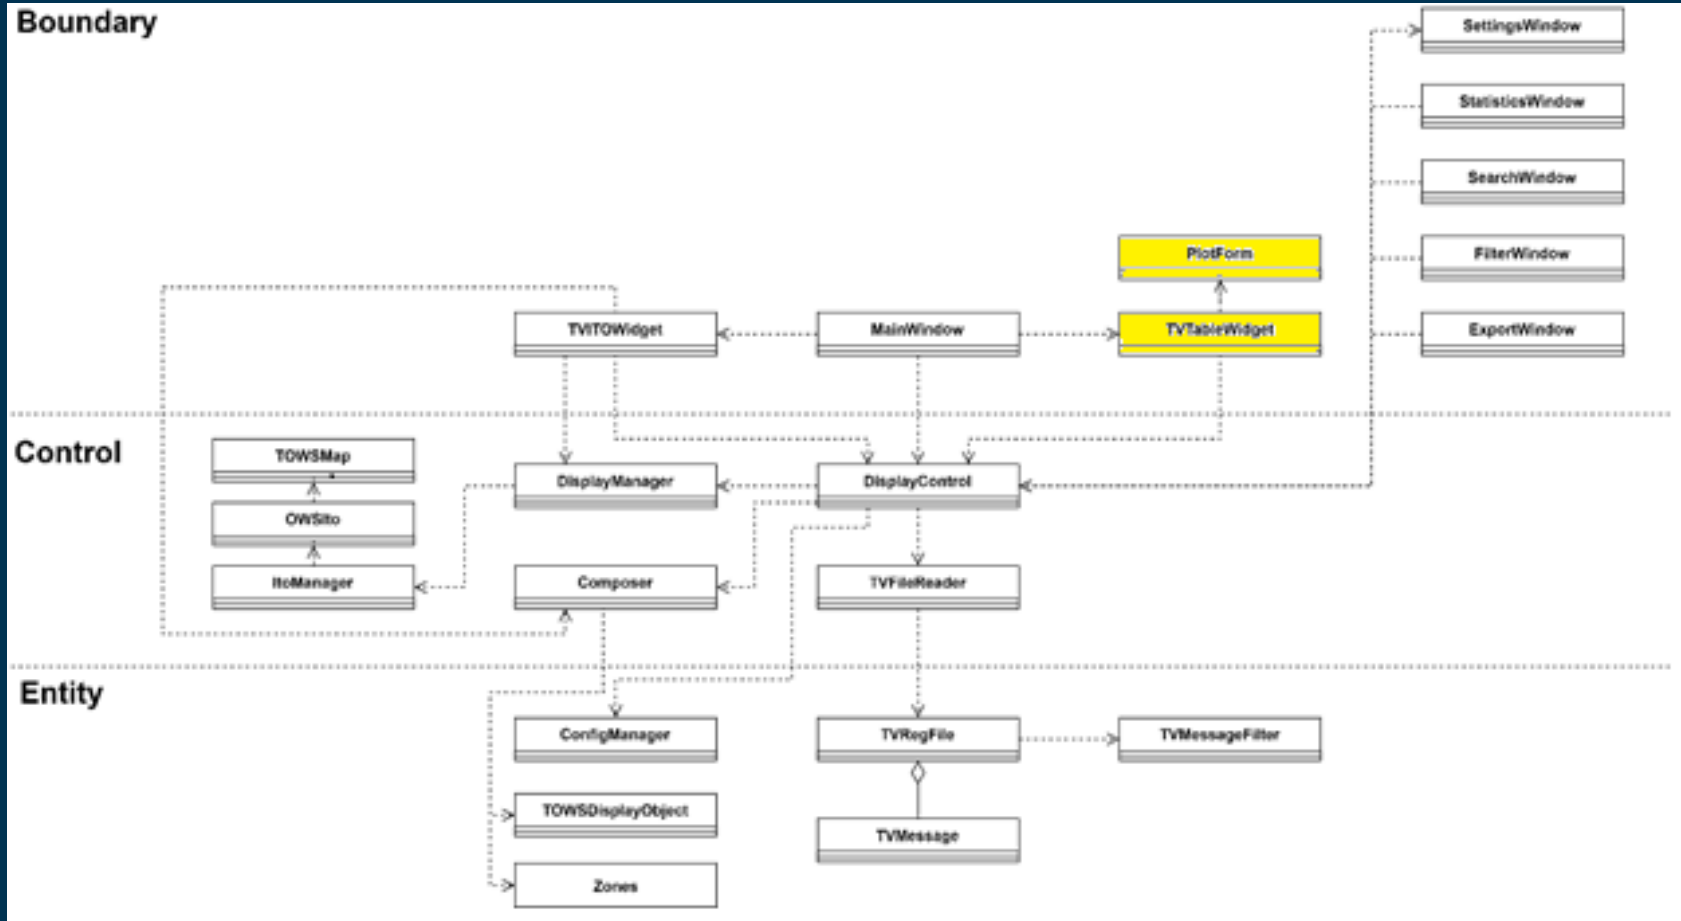 Boundary
SettingsWindow
StatisticsWindow
SearchWindow
PlotForm
FilterWindow
TVITOWidget
MainWindow
TVTableWidget
ExportWindow
Control
TOWSMap
DisplayManager
DisplayControl
OWSIto
ItoManager
Composer
TVFileReader
Entity
ConfigManager
TVRegFile
TVMessageFilter
TOWSDisplayObject
TVMessage
Zones